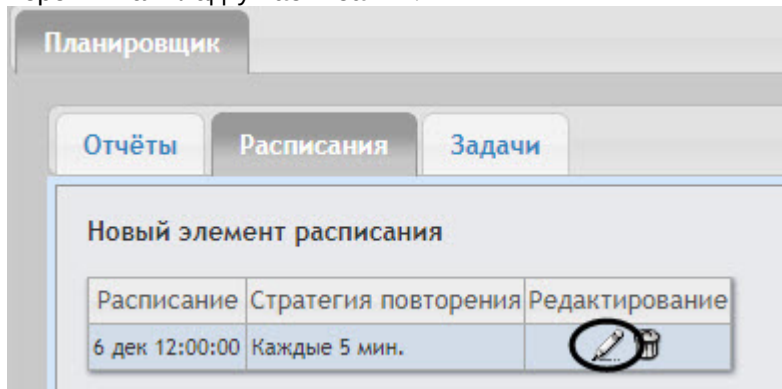 Планировщик
Отчёты Расписания Задачи
Новый элемент расписания
Расписание Стратегия повторения Редактирование
6 дек 12:00:00 Каждые 5 мин.